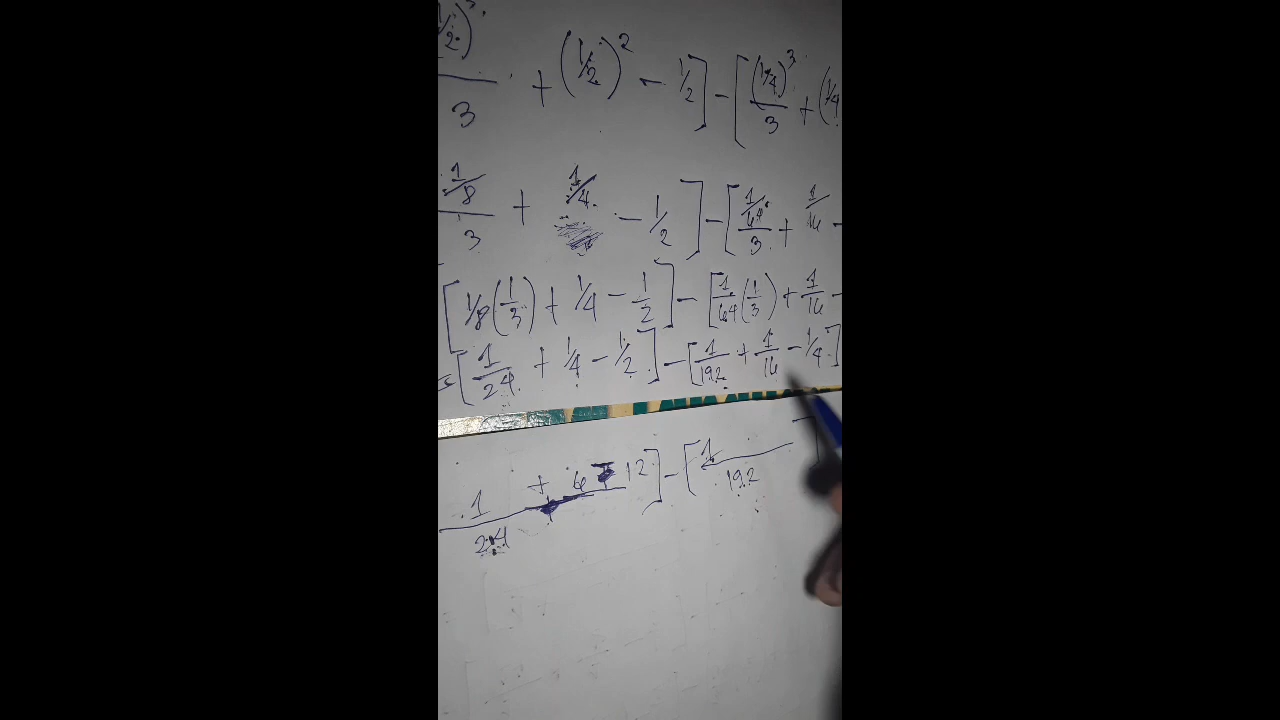 (1/2)^3/3 + (1/2)^2 - 1/2] - [(1/4)^3/3 + (1/4
1/8/3 + 1/4 - 1/2] - [1/64/3 + 1/16 -
[1/8(1/3) + 1/4 - 1/2] - [1/64(1/3) + 1/16 -
=[1/24 + 1/4 - 1/2] - [1/192 + 1/16 - 1/4]
1 + 6 - 12/24] - [1/192 ]